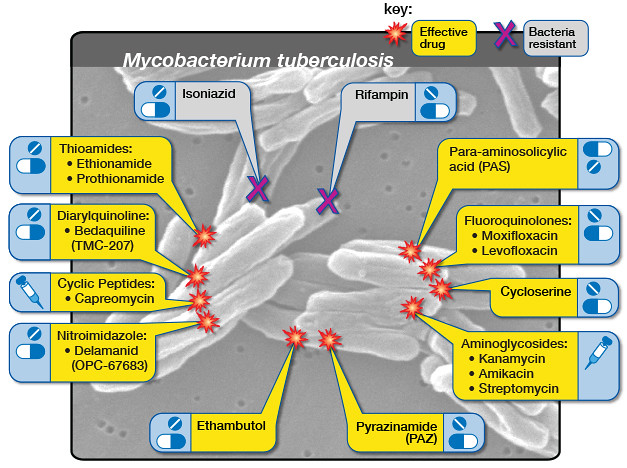 key:
Effective
drug
Bacteria
resistant
Mycobacterium tuberculosis
Isoniazid
Rifampin
Thioamides:
• Ethionamide
• Prothionamide
Diarylquinoline:
• Bedaquiline
(TMC-207)
Cyclic Peptides:
• Capreomycin
Nitroimidazole:
• Delamanid
(OPC-67683)
Ethambutol
Pyrazinamide
(PAZ)
Para-aminosolicylic
acid (PAS)
Fluoroquinolones:
• Moxifloxacin
• Levofloxacin
Cycloserine
Aminoglycosides:
• Kanamycin
• Amikacin
• Streptomycin